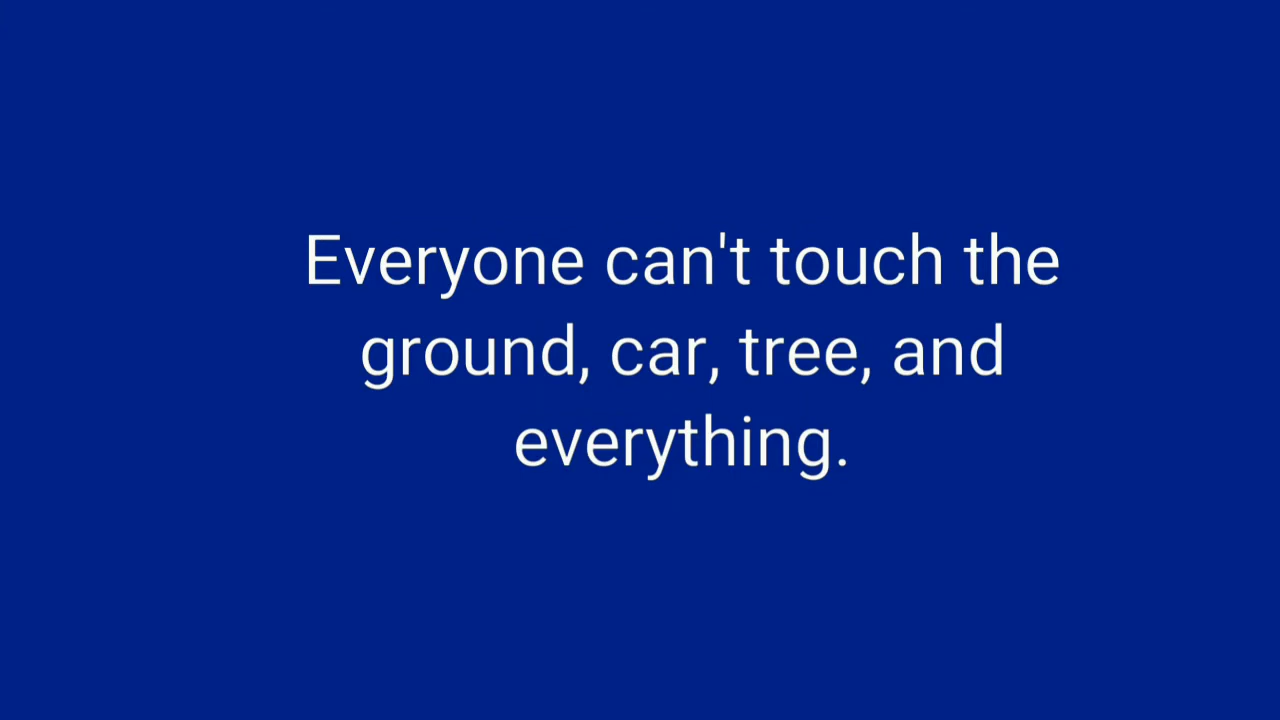 Everyone can't touch the
ground, car, tree, and
everything.